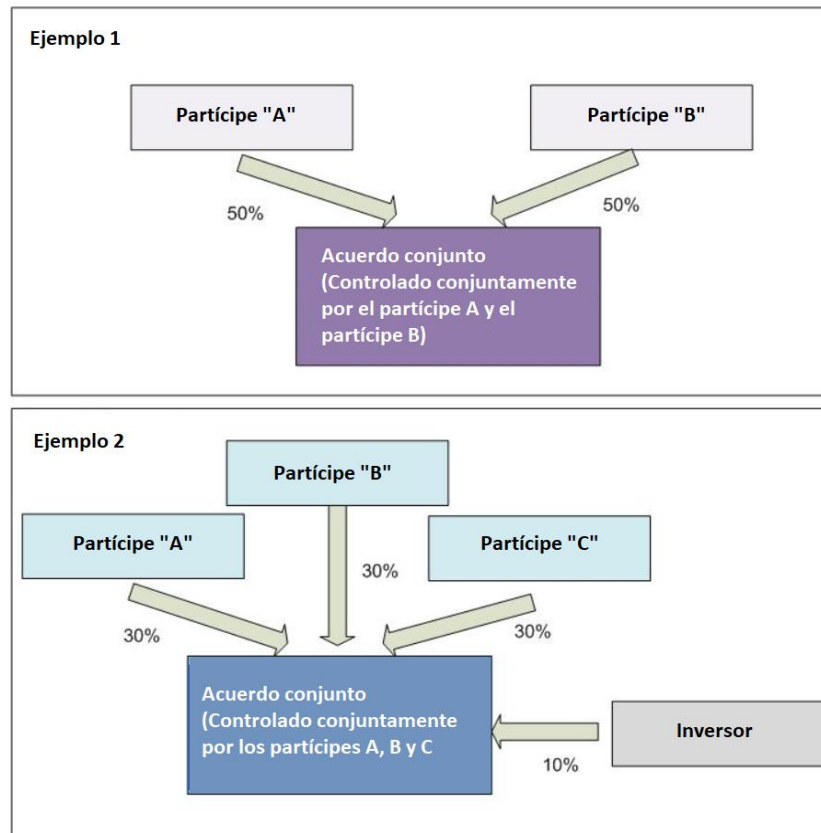 Ejemplo 1
Partícipe "A"
Partícipe "B"
50%
50%
Acuerdo conjunto
(Controlado conjuntamente
por el partícipe A y el
partícipe B)
Ejemplo 2
Partícipe "B"
Partícipe "A"
Partícipe "C"
30%
30%
30%
Acuerdo conjunto
(Controlado conjuntamente
por los partícipes A, B y C
Inversor
10%